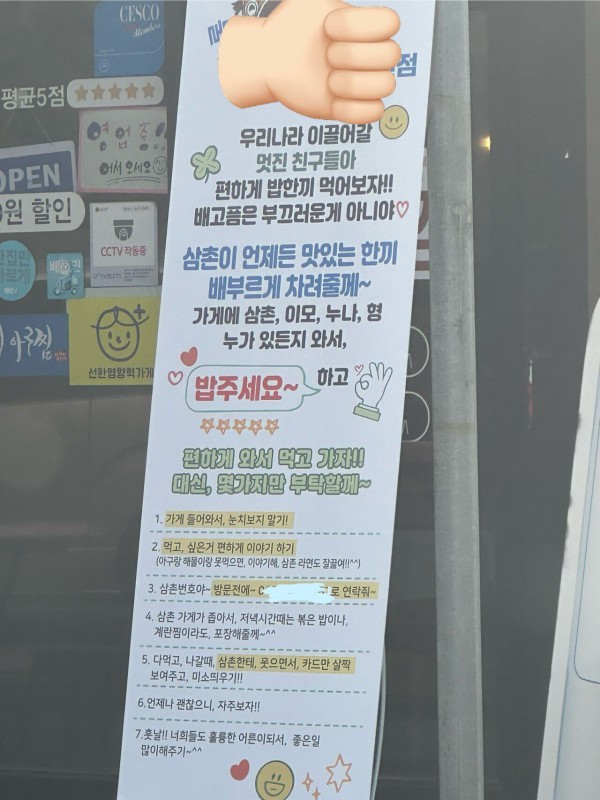 CESCO
Members
평균5점
영업중!!
어서오세요
OPEN
원 할인
CCTV 작동중
아구찜
선한영향력가게
점
우리나라 이끌어갈
멋진 친구들아
편하게 밥한끼 먹어보자!!
배고픔은 부끄러운게 아니야♡
삼촌이 언제든 맛있는 한끼
배부르게 차려줄께~
가게에 삼촌, 이모, 누나, 형
누가 있든지 와서,
밥주세요~ 하고
편하게 와서 먹고 가자!!
대신, 몇가지만 부탁할께~
1. 가게 들어와서, 눈치보지 말기!
2. 먹고, 싶은거 편하게 이야기 하기
(아구랑 해물이랑 못먹으면, 이야기해, 삼촌 라면도 잘끓여!!^^)
3. 삼촌번호야~ 방문전에~ 로 연락줘~
4. 삼촌 가게가 좁아서, 저녁시간때는 볶은 밥이나,
계란찜이라도, 포장해줄께~^^
5. 다먹고, 나갈때, 삼촌한테, 웃으면서, 카드만 살짝
보여주고, 미소띄우기!!
6.언제나 괜찮으니, 자주보자!!
7.훗날!! 너희들도 훌륭한 어른이되서, 좋은일
많이해주기~^^